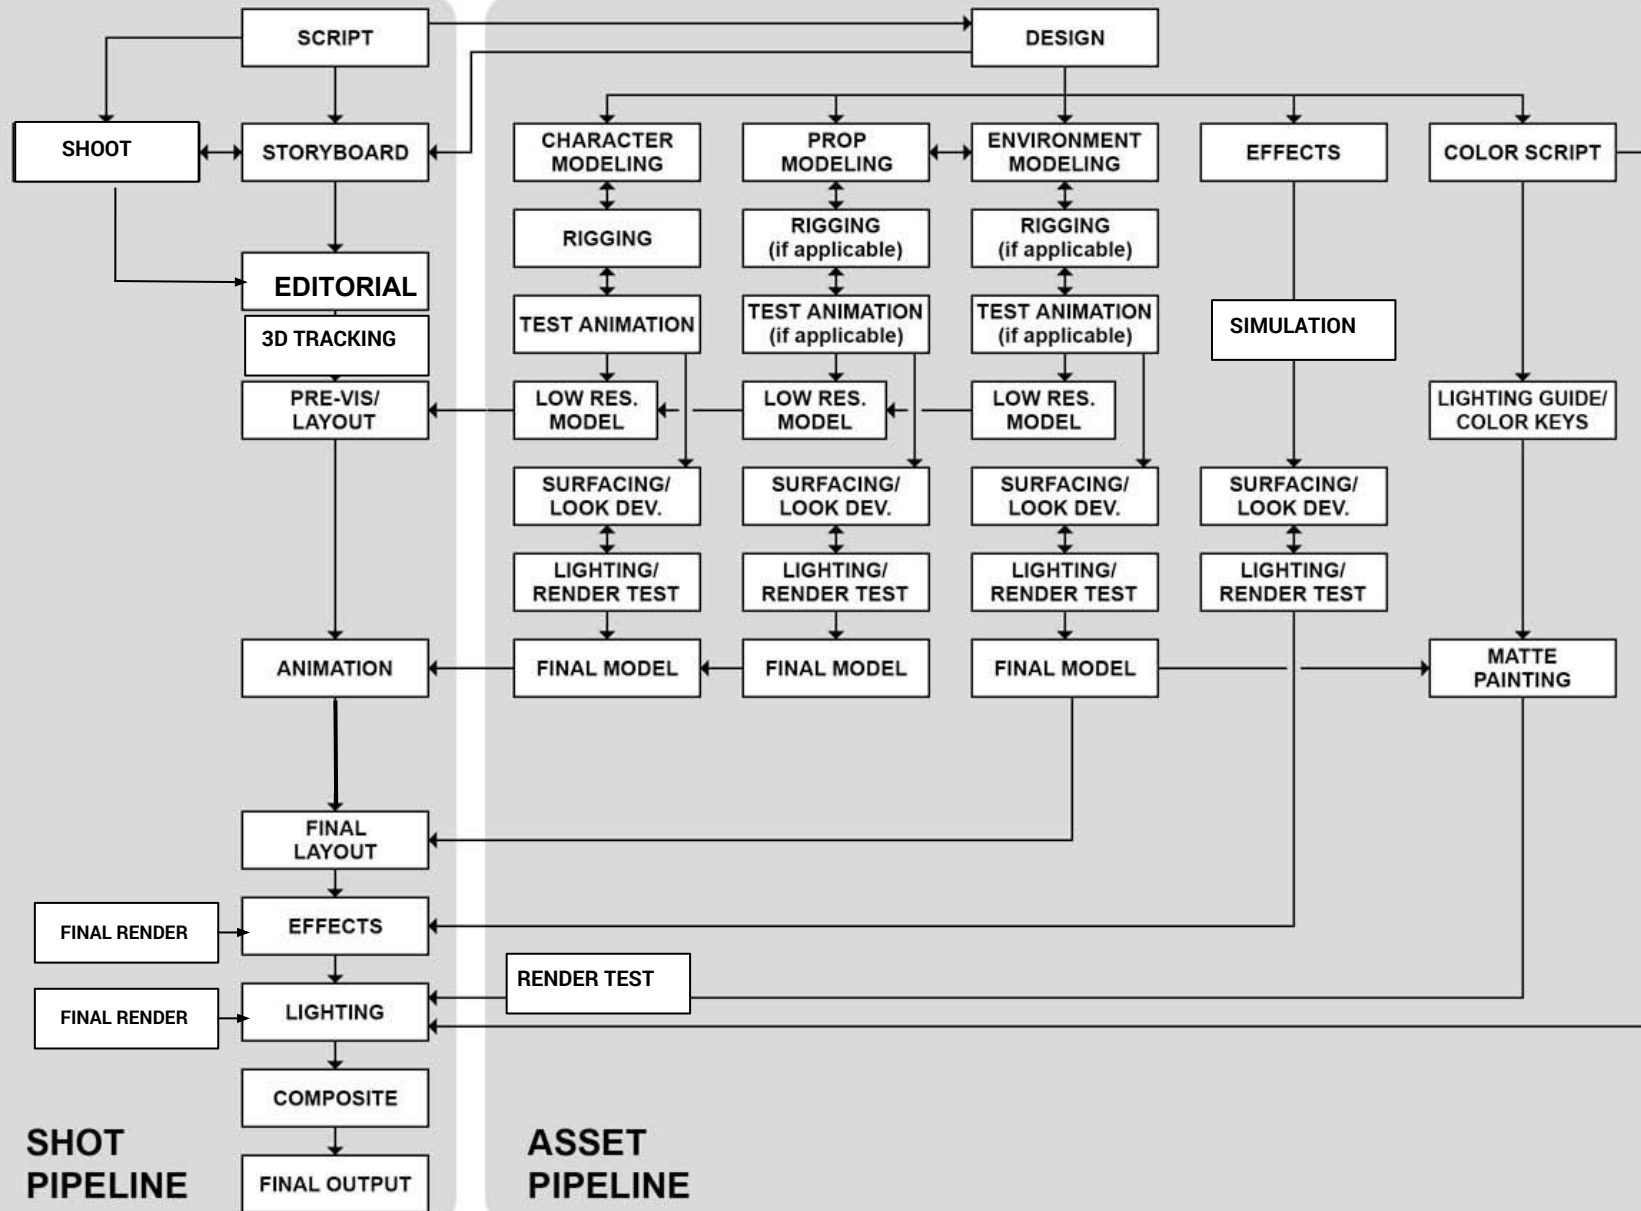 SCRIPT
DESIGN
SHOOT
STORYBOARD
CHARACTER
MODELING
PROP
MODELING
ENVIRONMENT
MODELING
EFFECTS
COLOR SCRIPT
RIGGING
RIGGING
(if applicable)
RIGGING
(if applicable)
EDITORIAL
3D TRACKING
TEST ANIMATION
TEST ANIMATION
(if applicable)
TEST ANIMATION
(if applicable)
SIMULATION
PRE-VIS/
LAYOUT
LOW RES.
MODEL
LOW RES.
MODEL
LOW RES.
MODEL
LIGHTING GUIDE/
COLOR KEYS
SURFACING/
LOOK DEV.
SURFACING/
LOOK DEV.
SURFACING/
LOOK DEV.
SURFACING/
LOOK DEV.
LIGHTING/
RENDER TEST
LIGHTING/
RENDER TEST
LIGHTING/
RENDER TEST
LIGHTING/
RENDER TEST
ANIMATION
FINAL MODEL
FINAL MODEL
FINAL MODEL
MATTE
PAINTING
FINAL
LAYOUT
FINAL RENDER
EFFECTS
RENDER TEST
FINAL RENDER
LIGHTING
COMPOSITE
FINAL OUTPUT
SHOT
PIPELINE
ASSET
PIPELINE